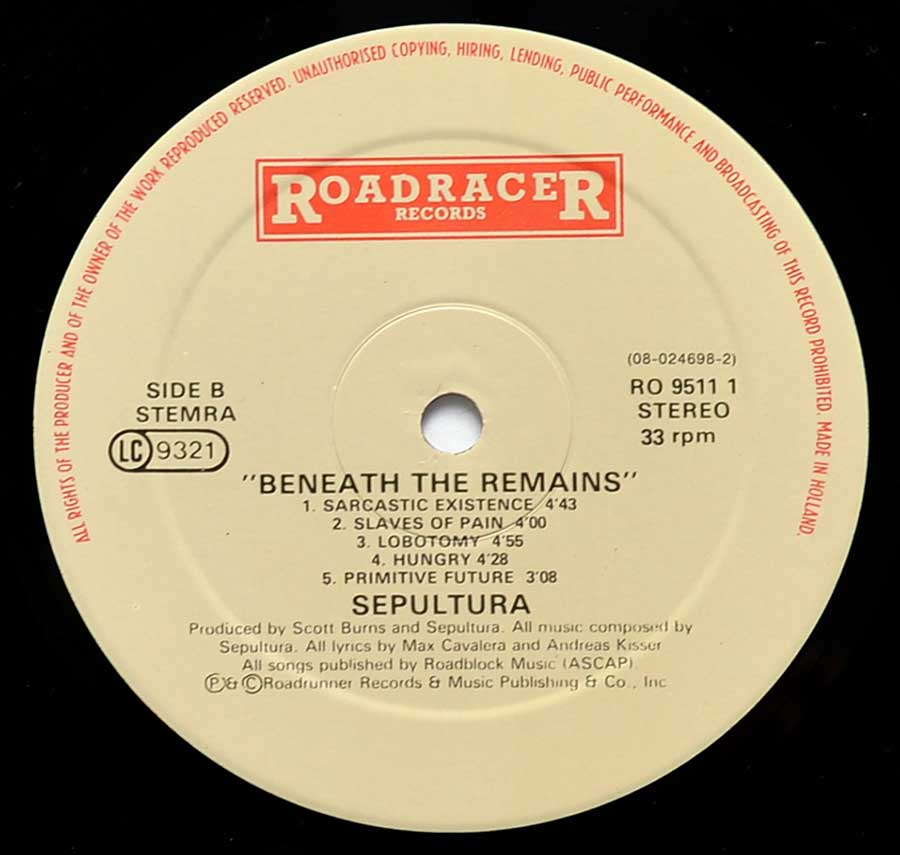 ALL RIGHTS OF THE PRODUCER AND OF THE OWNER OF THE WORK REPRODUCED RESERVED. UNAUTHORISED COPYING, HIRING, LENDING, PUBLIC PERFORMANCE AND BROADCASTING OF THIS RECORD PROHIBITED. MADE IN HOLLAND.
ROADRACER
RECORDS
SIDE B
STEMRA
LC 9321
(08-024698-2)
RO 9511 1
STEREO
33 rpm
"BENEATH THE REMAINS"
1. SARCASTIC EXISTENCE 4'43
2. SLAVES OF PAIN 4'00
3. LOBOTOMY 4'55
4. HUNGRY 4'28
5. PRIMITIVE FUTURE 3'08
SEPULTURA
Produced by Scott Burns and Sepultura. All music composed by
Sepultura. All lyrics by Max Cavalera and Andreas Kisser
All songs published by Roadblock Music (ASCAP).
℗&©Roadrunner Records & Music Publishing & Co., Inc.